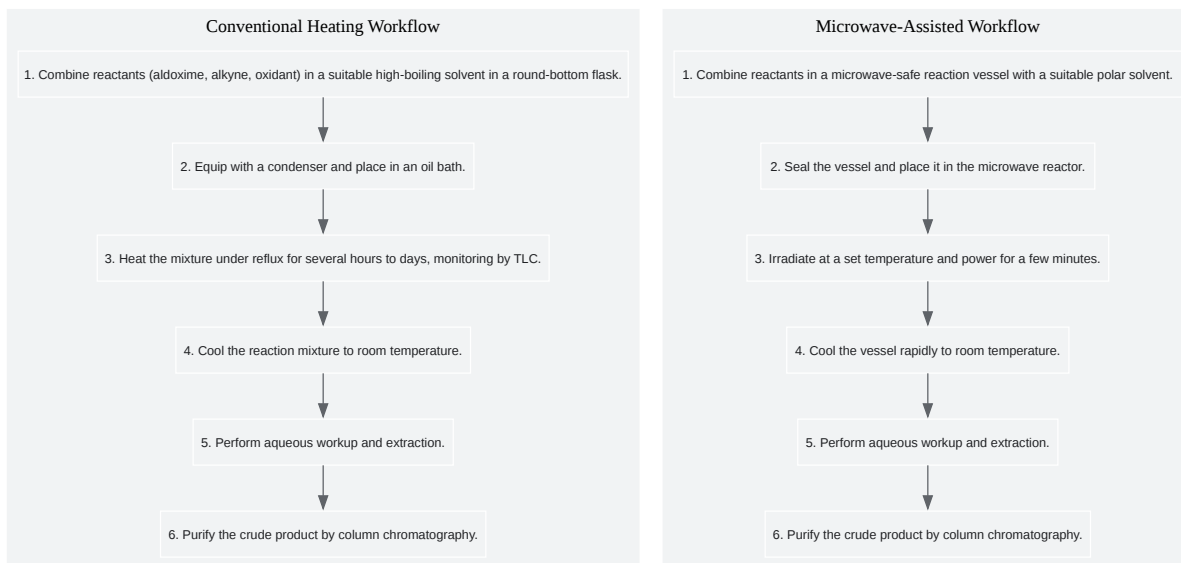 Conventional Heating Workflow
1. Combine reactants (aldoxime, alkyne, oxidant) in a suitable high-boiling solvent in a round-bottom flask.
2. Equip with a condenser and place in an oil bath.
3. Heat the mixture under reflux for several hours to days, monitoring by TLC.
4. Cool the reaction mixture to room temperature.
5. Perform aqueous workup and extraction.
6. Purify the crude product by column chromatography.
Microwave-Assisted Workflow
1. Combine reactants in a microwave-safe reaction vessel with a suitable polar solvent.
2. Seal the vessel and place it in the microwave reactor.
3. Irradiate at a set temperature and power for a few minutes.
4. Cool the vessel rapidly to room temperature.
5. Perform aqueous workup and extraction.
6. Purify the crude product by column chromatography.